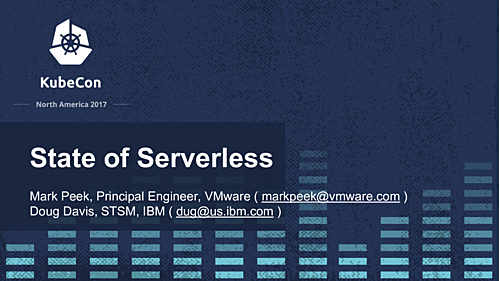 KubeCon
North America 2017
State of Serverless
Mark Peek, Principal Engineer, VMware ( markpeek@vmware.com )
Doug Davis, STSM, IBM ( dug@us.ibm.com )